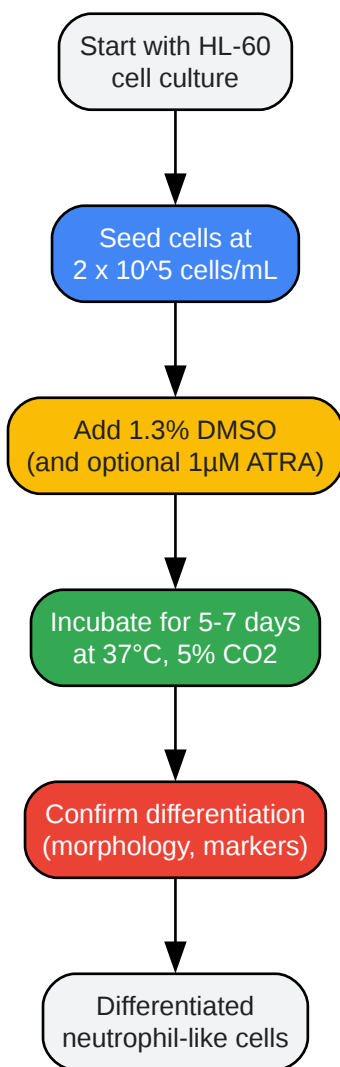 Start with HL-60
cell culture
Seed cells at
2 x 10^5 cells/mL
Add 1.3% DMSO
(and optional 1µM ATRA)
Incubate for 5-7 days
at 37°C, 5% CO2
Confirm differentiation
(morphology, markers)
Differentiated
neutrophil-like cells